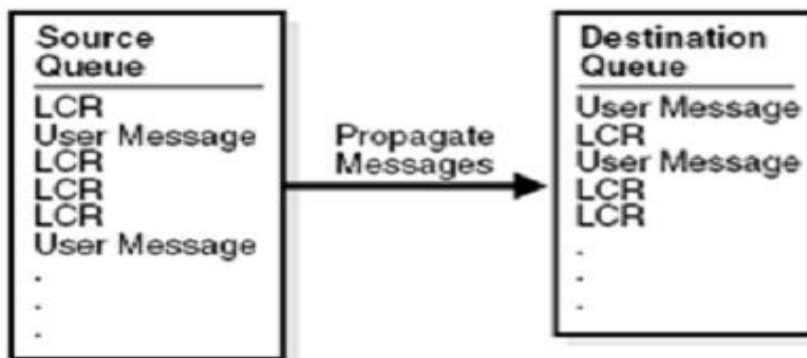 Source
Queue
LCR
User Message
LCR
LCR
LCR
User Message
.
.
.
Propagate
Messages
Destination
Queue
User Message
LCR
User Message
LCR
LCR
.
.
.